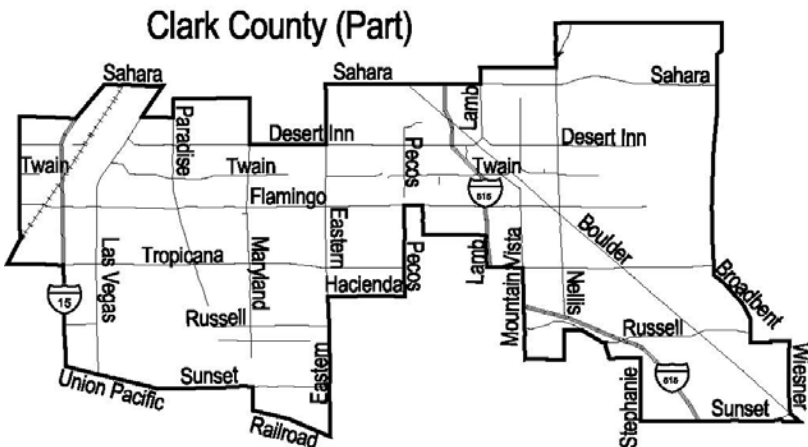 Clark County (Part)
Sahara
Sahara
Sahara
Paradise
Lamb
Desert Inn
Desert Inn
Pecos
Twain
Twain
Twain
515
Flamingo
Las Vegas
Tropicana
Maryland
Eastern
Pecos
Lamb
Mountain Vista
Nellis
Boulder
Broadbent
Hacienda
15
Russell
Russell
Wiesner
Union Pacific
Sunset
Eastern
Stephanie
515
Sunset
Railroad